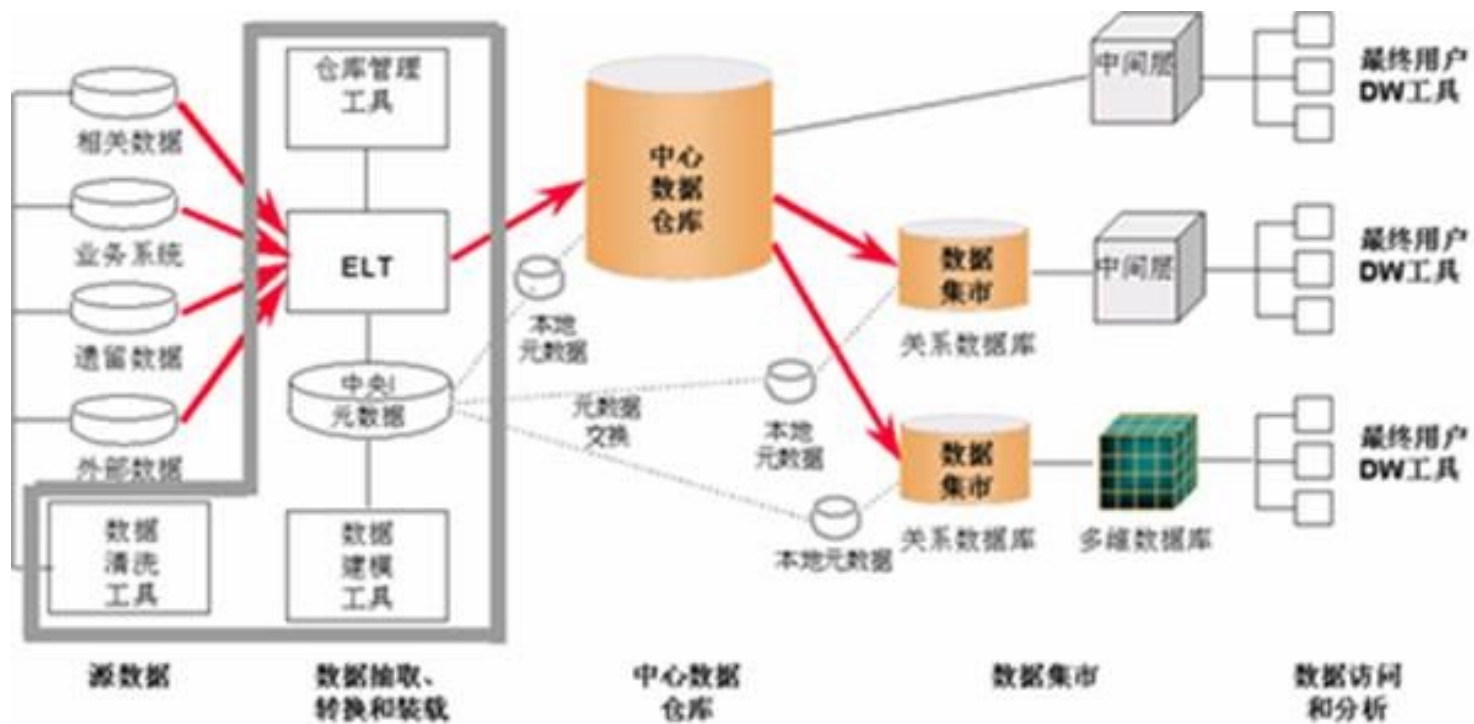 仓库管理
工具
相关数据
业务系统
遗留数据
外部数据
数据
清洗
工具
ELT
中央I
元数据
数据
建模
工具
中心
数据
仓库
本地
元数据
元数据
交换
本地
元数据
本地元数据
数据
集市
关系数据库
数据
集市
关系数据库
中间层
中间层
多维数据库
最终用户
DW工具
最终用户
DW工具
最终用户
DW工具
源数据
数据抽取、
转换和装载
中心数据
仓库
数据集市
数据访问
和分析